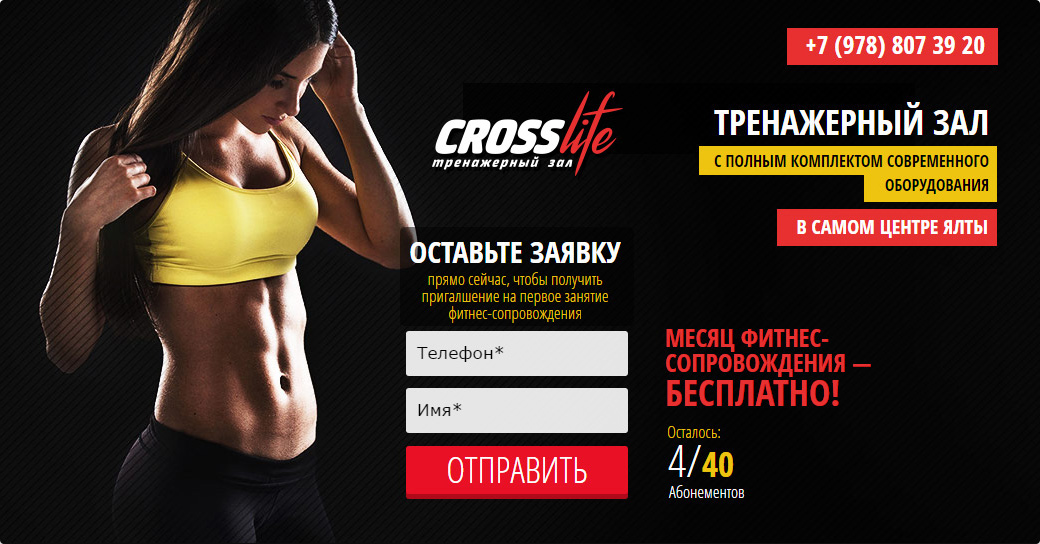 +7 (978) 807 39 20
CROSSlife
тренажерный зал
ТРЕНАЖЕРНЫЙ ЗАЛ
С ПОЛНЫМ КОМПЛЕКТОМ СОВРЕМЕННОГО
ОБОРУДОВАНИЯ
В САМОМ ЦЕНТРЕ ЯЛТЫ
ОСТАВЬТЕ ЗАЯВКУ
прямо сейчас, чтобы получить
пригалшение на первое занятие
фитнес-сопровождения
Телефон*
Имя*
ОТПРАВИТЬ
МЕСЯЦ ФИТНЕС-
СОПРОВОЖДЕНИЯ —
БЕСПЛАТНО!
Осталось:
4/40
Абонементов